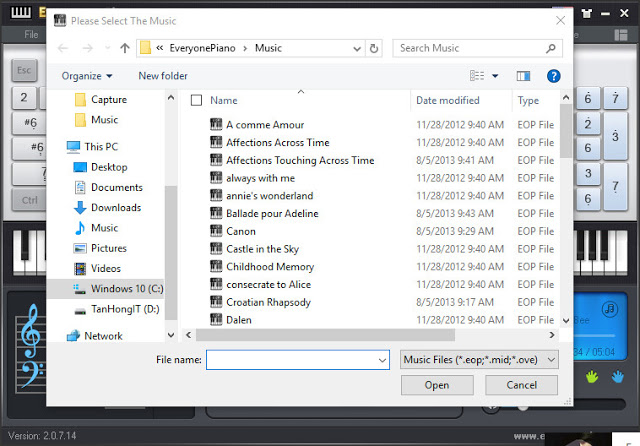 Please Select The Music
File
« EveryonePiano > Music
Search Music
Organize
New folder
Esc
2
#6
#6
7
Ctrl
6 7
2
3
7
Capture
Music
This PC
Desktop
Documents
Downloads
Music
Pictures
Videos
Windows 10 (C:)
TanHongIT (D:)
Network
Name Date modified Type
A comme Amour 11/28/2012 9:40 AM EOP File
Affections Across Time 11/28/2012 9:40 AM EOP File
Affections Touching Across Time 8/5/2013 9:41 AM EOP File
always with me 11/28/2012 9:40 AM EOP File
annie's wonderland 11/28/2012 9:40 AM EOP File
Ballade pour Adeline 8/5/2013 9:43 AM EOP File
Canon 8/5/2013 9:29 AM EOP File
Castle in the Sky 11/28/2012 9:40 AM EOP File
Childhood Memory 11/28/2012 9:40 AM EOP File
consecrate to Alice 11/28/2012 9:40 AM EOP File
Croatian Rhapsody 8/5/2013 9:17 AM EOP File
Dalen 11/28/2012 9:40 AM EOP File
Bee
34 / 05:04
File name:
Music Files (*.eop;*.mid;*.ove)
Open
Cancel
Version: 2.0.7.14
www.e